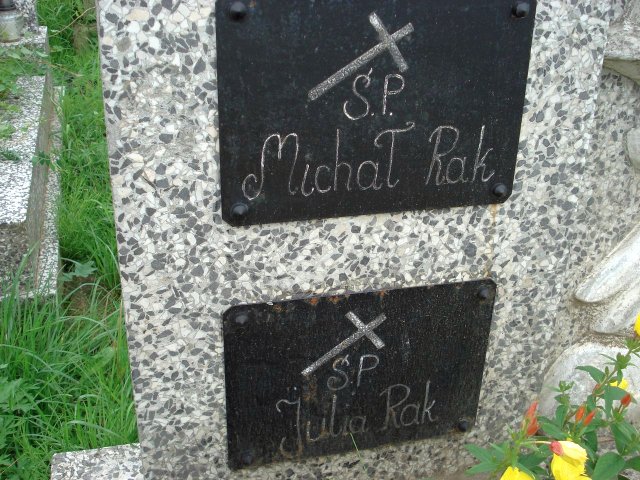 Ś.P.
Michał Rak
Ś.P
Julia Rak